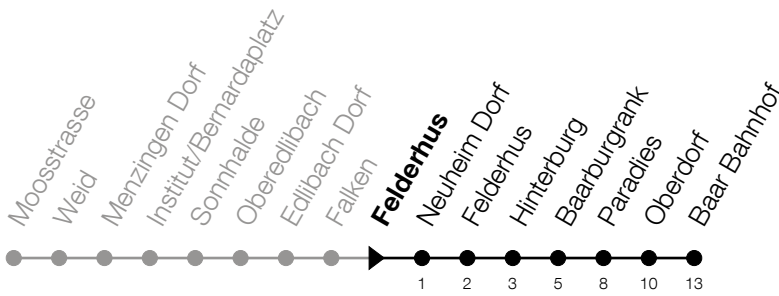 Moosstrasse
Weid
Menzingen Dorf
Institut/Bernardaplatz
Sonnhalde
Oberedlibach
Edlibach Dorf
Falken
Felderhus
Neuheim Dorf
Felderhus
Hinterburg
Baarburgrank
Paradies
Oberdorf
Baar Bahnhof
1 2 3 5 8 10 13